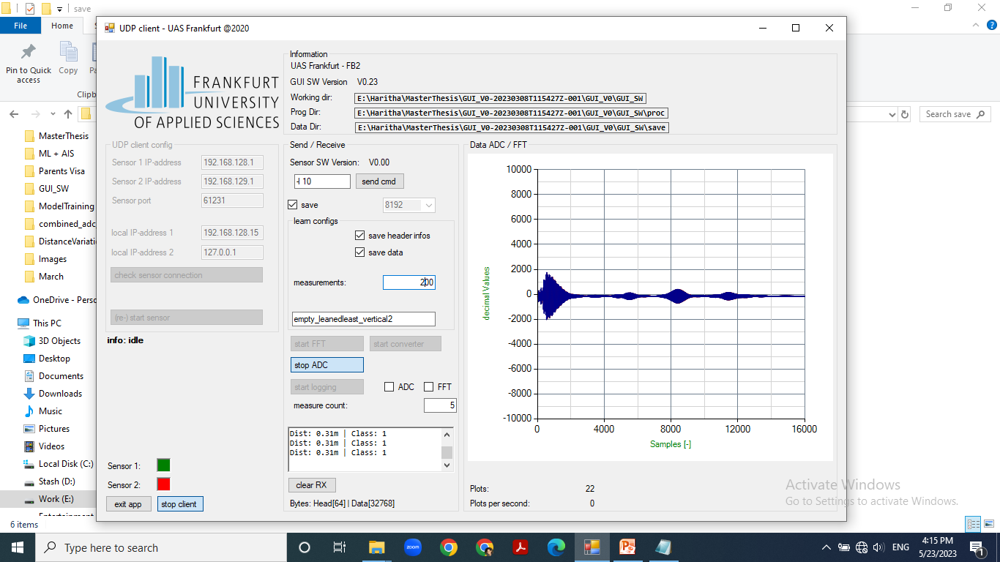 save
UDP client - UAS Frankfurt @2020
File
Home
Pin to Quick access
Copy
Clipb
Search save
MasterThesis
ML + AIS
Parents Visa
GUI_SW
ModelTraining
combined_adc
DistanceVariati
Images
March
OneDrive - Perso
This PC
3D Objects
Desktop
Documents
Downloads
Music
Pictures
Videos
Local Disk (C:)
Stash (D:)
Work (E:)
6 items
FRANKFURT
UNIVERSITY
OF APPLIED SCIENCES
Information
UAS Frankfurt - FB2
GUI SW Version V0.23
Working dir: E:\Haritha\MasterThesis\GUI_V0-20230308T115427Z-001\GUI_V0\GUI_SW
Prog Dir: E:\Haritha\MasterThesis\GUI_V0-20230308T115427Z-001\GUI_V0\GUI_SW\proc
Data Dir: E:\Haritha\MasterThesis\GUI_V0-20230308T115427Z-001\GUI_V0\GUI_SW\save
UDP client config
Sensor 1 IP-address 192.168.128.1
Sensor 2 IP-address 192.168.129.1
Sensor port 61231
local IP-address 1 192.168.128.15
local IP-address 2 127.0.0.1
check sensor connection
(re-) start sensor
info: idle
Sensor 1:
Sensor 2:
exit app
stop client
Send / Receive
Sensor SW Version: V0.00
10
send cmd
save
8192
learn configs
save header infos
save data
measurements: 200
empty_leanedleast_vertical2
start FFT
start converter
stop ADC
start logging
ADC
FFT
measure count: 5
Dist: 0.31m | Class: 1
Dist: 0.31m | Class: 1
Dist: 0.31m | Class: 1
clear RX
Bytes: Head[64] | Data[32768]
Data ADC / FFT
10000
8000
6000
4000
2000
0
-2000
-4000
-6000
-8000
-10000
decimal Values
0 4000 8000 12000 16000
Samples [-]
Plots: 22
Plots per second: 0
Activate Windows
Go to Settings to activate Windows.
Type here to search
zoom
ENG
4:15 PM
5/23/2023
1